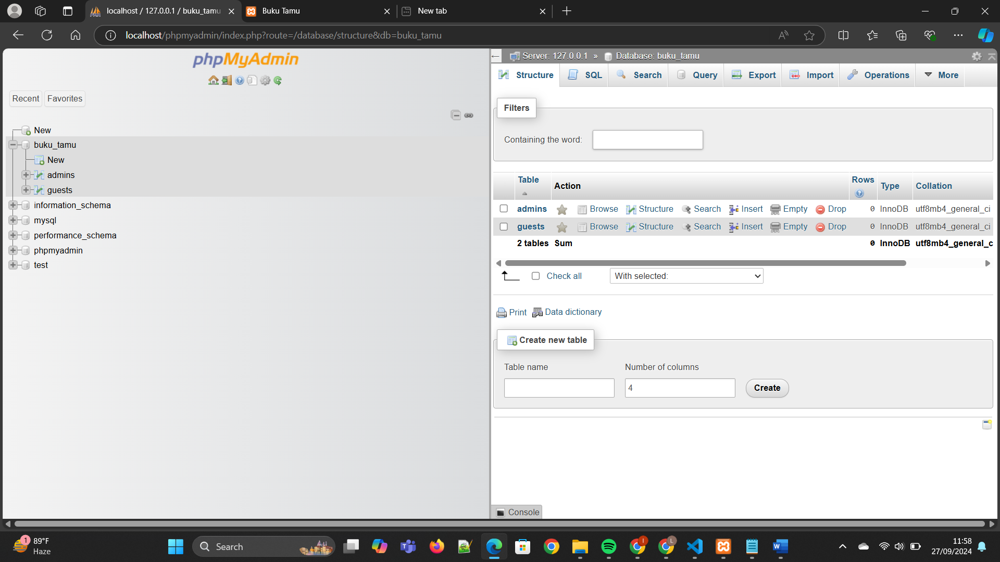 localhost / 127.0.0.1 / buku_tamu
Buku Tamu
New tab
localhost/phpmyadmin/index.php?route=/database/structure&db=buku_tamu
phpMyAdmin
Recent
Favorites
New
buku_tamu
New
admins
guests
information_schema
mysql
performance_schema
phpmyadmin
test
Server: 127.0.0.1 » Database: buku_tamu
Structure SQL Search Query Export Import Operations More
Filters
Containing the word:
Table Action Rows Type Collation
admins Browse Structure Search Insert Empty Drop 0 InnoDB utf8mb4_general_ci
guests Browse Structure Search Insert Empty Drop 0 InnoDB utf8mb4_general_ci
2 tables Sum 0 InnoDB utf8mb4_general_c
Check all With selected:
Print Data dictionary
Create new table
Table name Number of columns
4 Create
Console
1
89°F
Haze
Search
I
L
11:58
27/09/2024